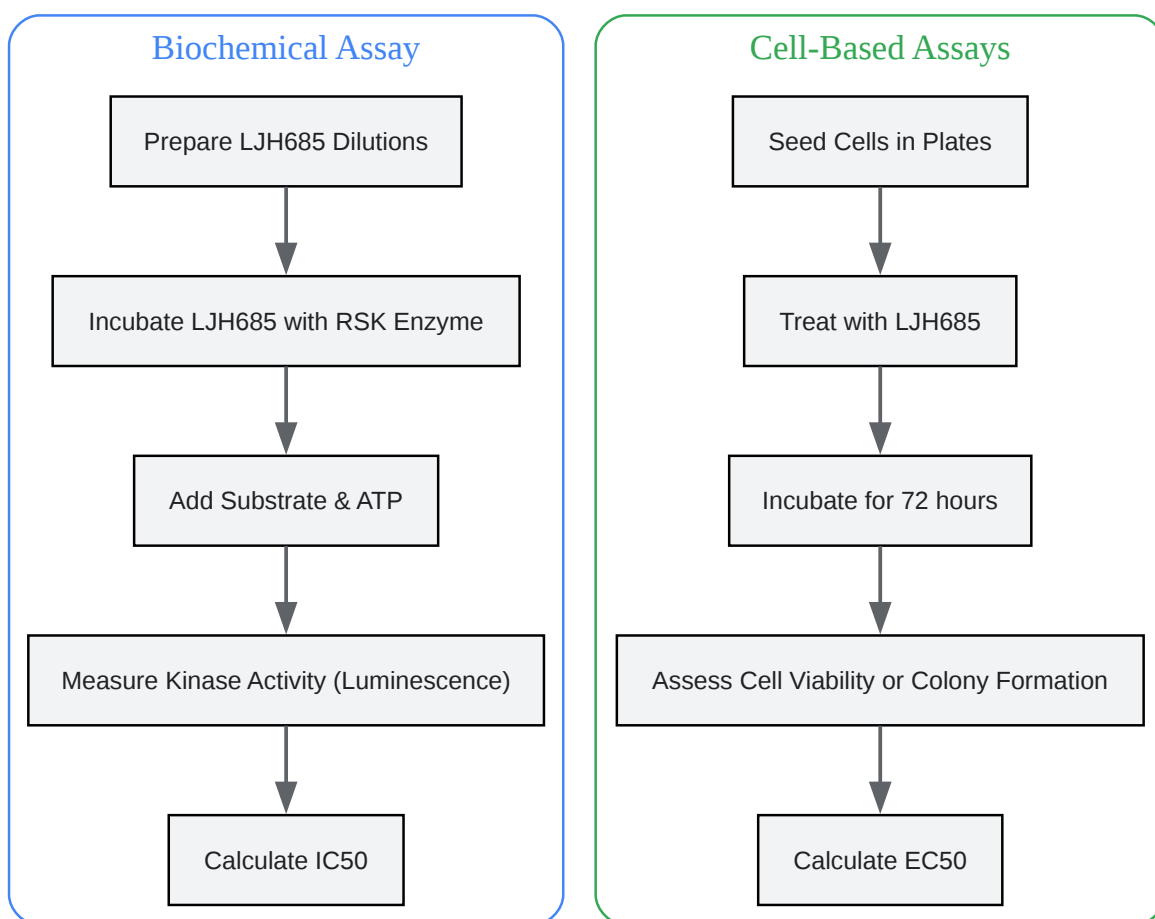 Biochemical Assay
Prepare LJH685 Dilutions
Incubate LJH685 with RSK Enzyme
Add Substrate & ATP
Measure Kinase Activity (Luminescence)
Calculate IC50
Cell-Based Assays
Seed Cells in Plates
Treat with LJH685
Incubate for 72 hours
Assess Cell Viability or Colony Formation
Calculate EC50